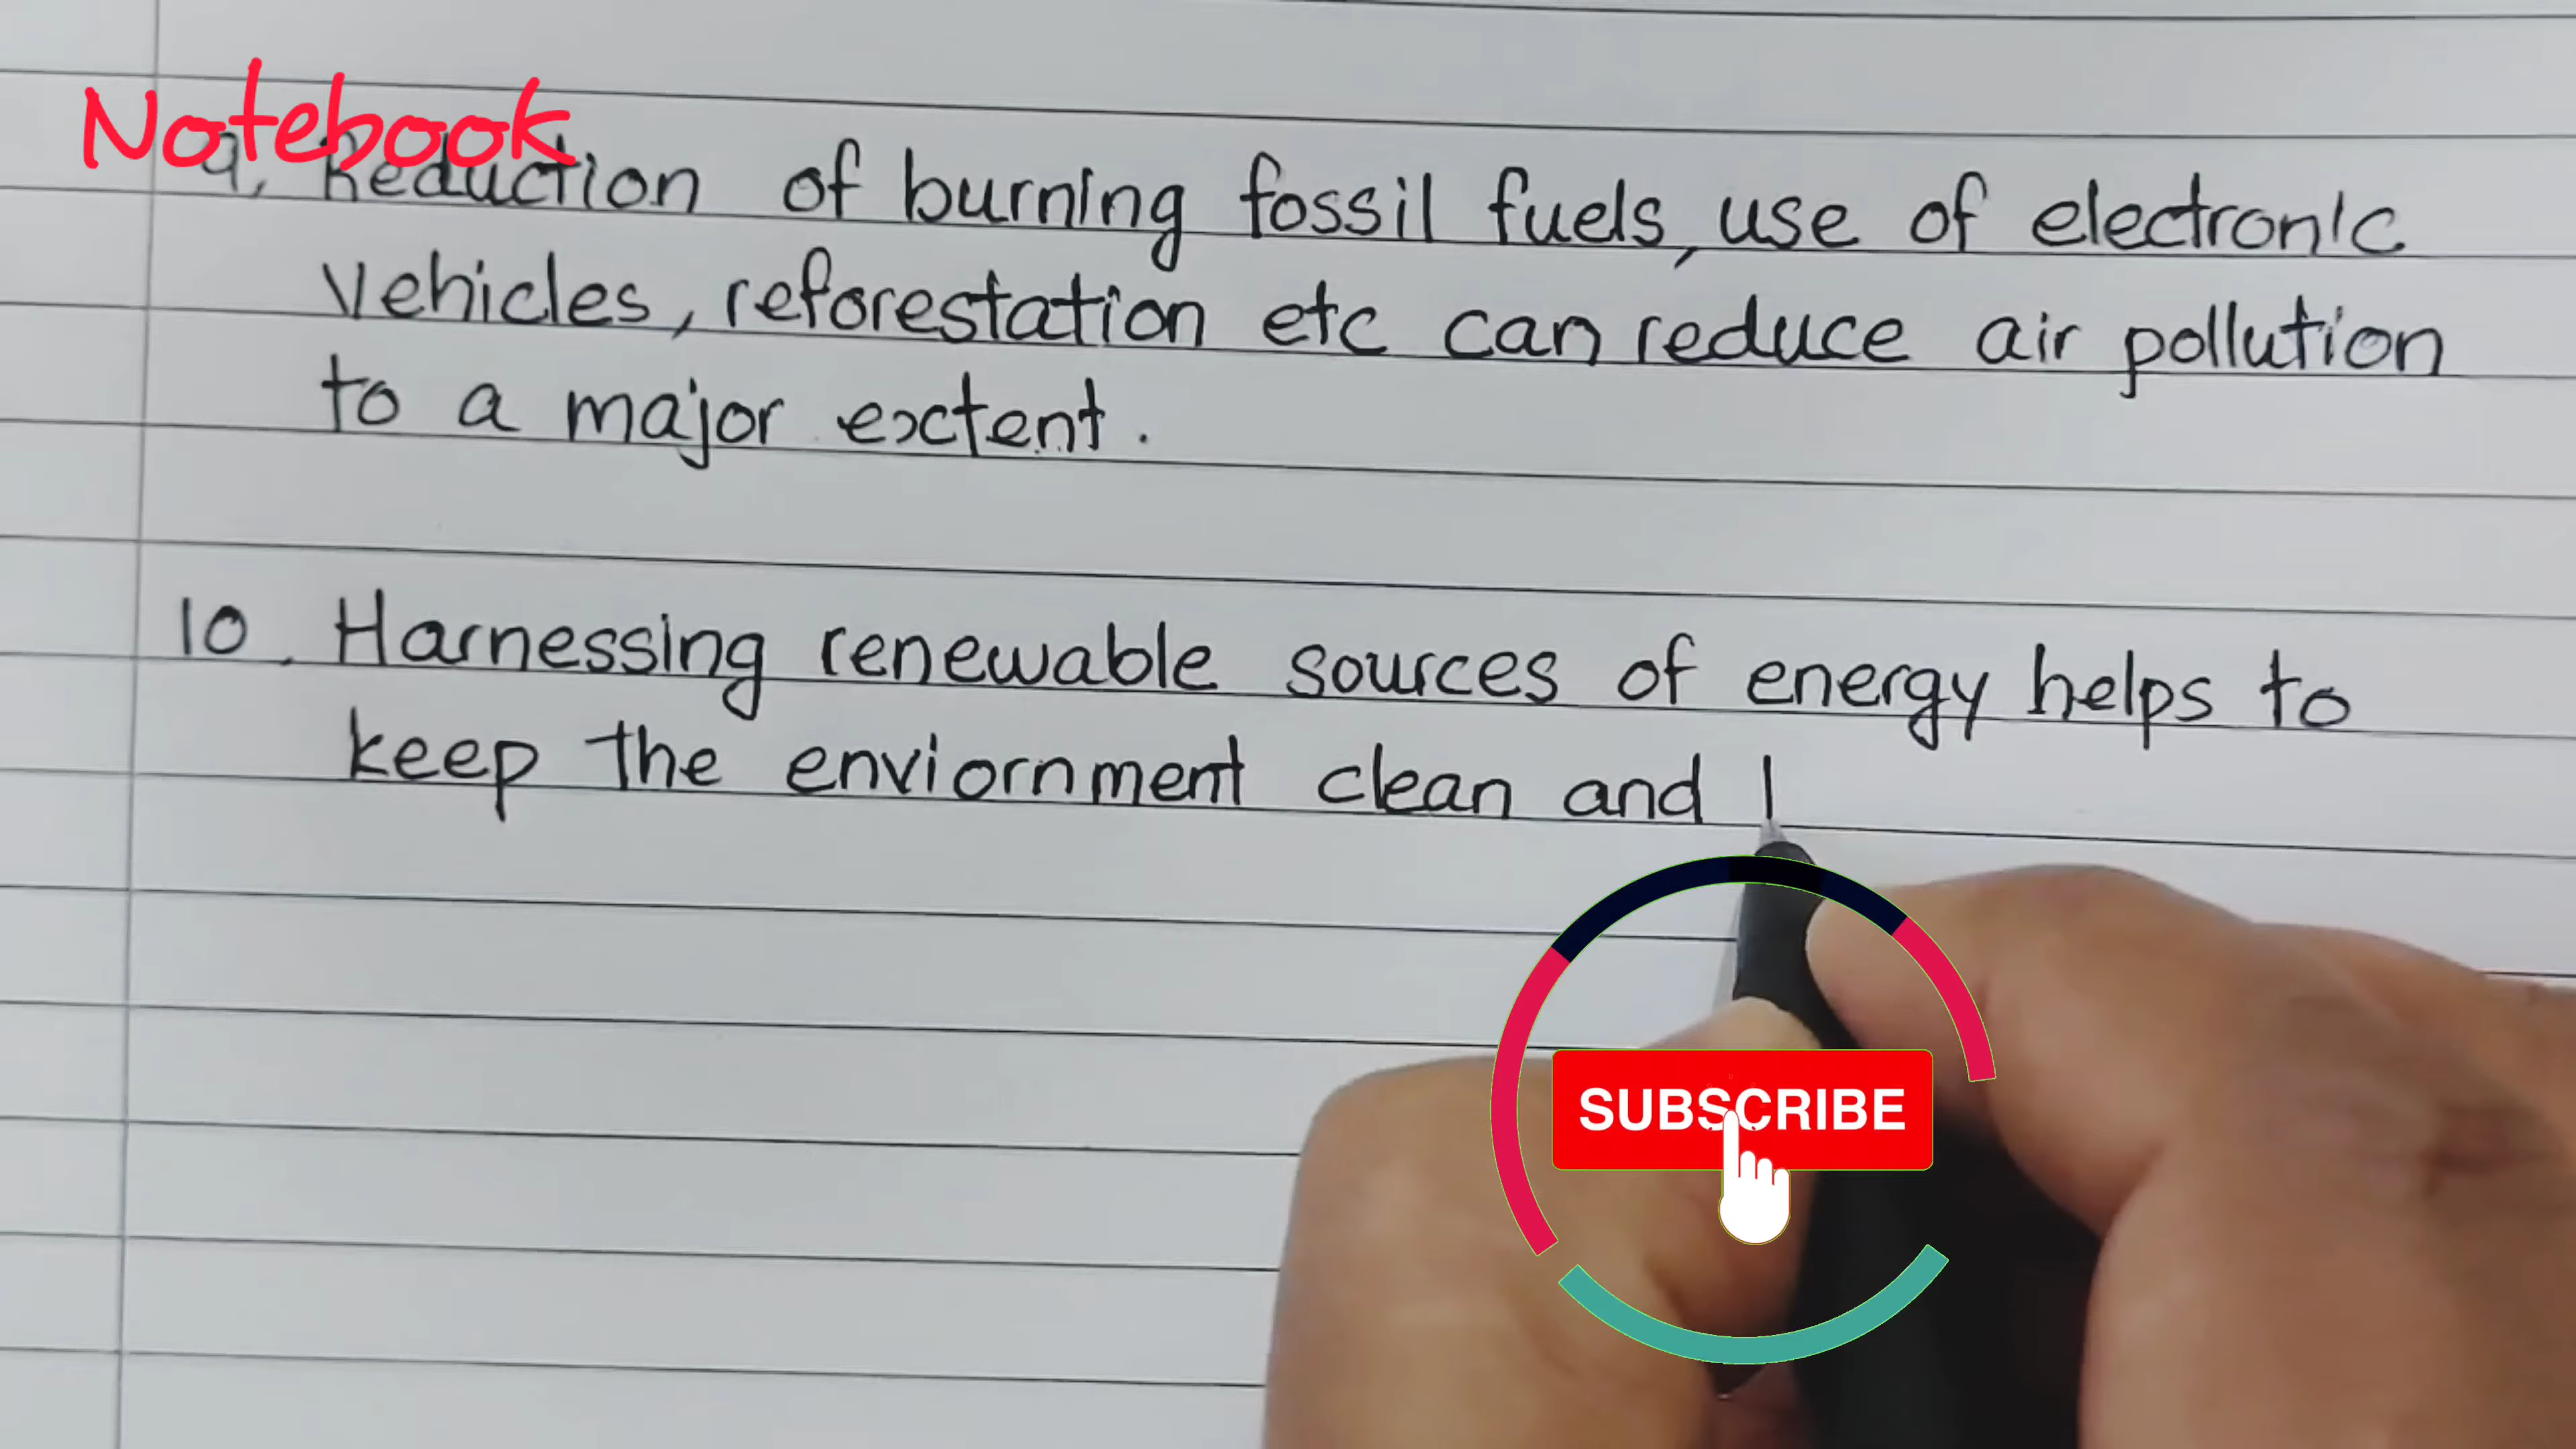 Notebook
9. Reduction of burning fossil fuels, use of electronic
vehicles, reforestation etc can reduce air pollution
to a major exctent.
10. Harnessing renewable sources of energy helps to
keep the enviornment clean and
SUBSCRIBE